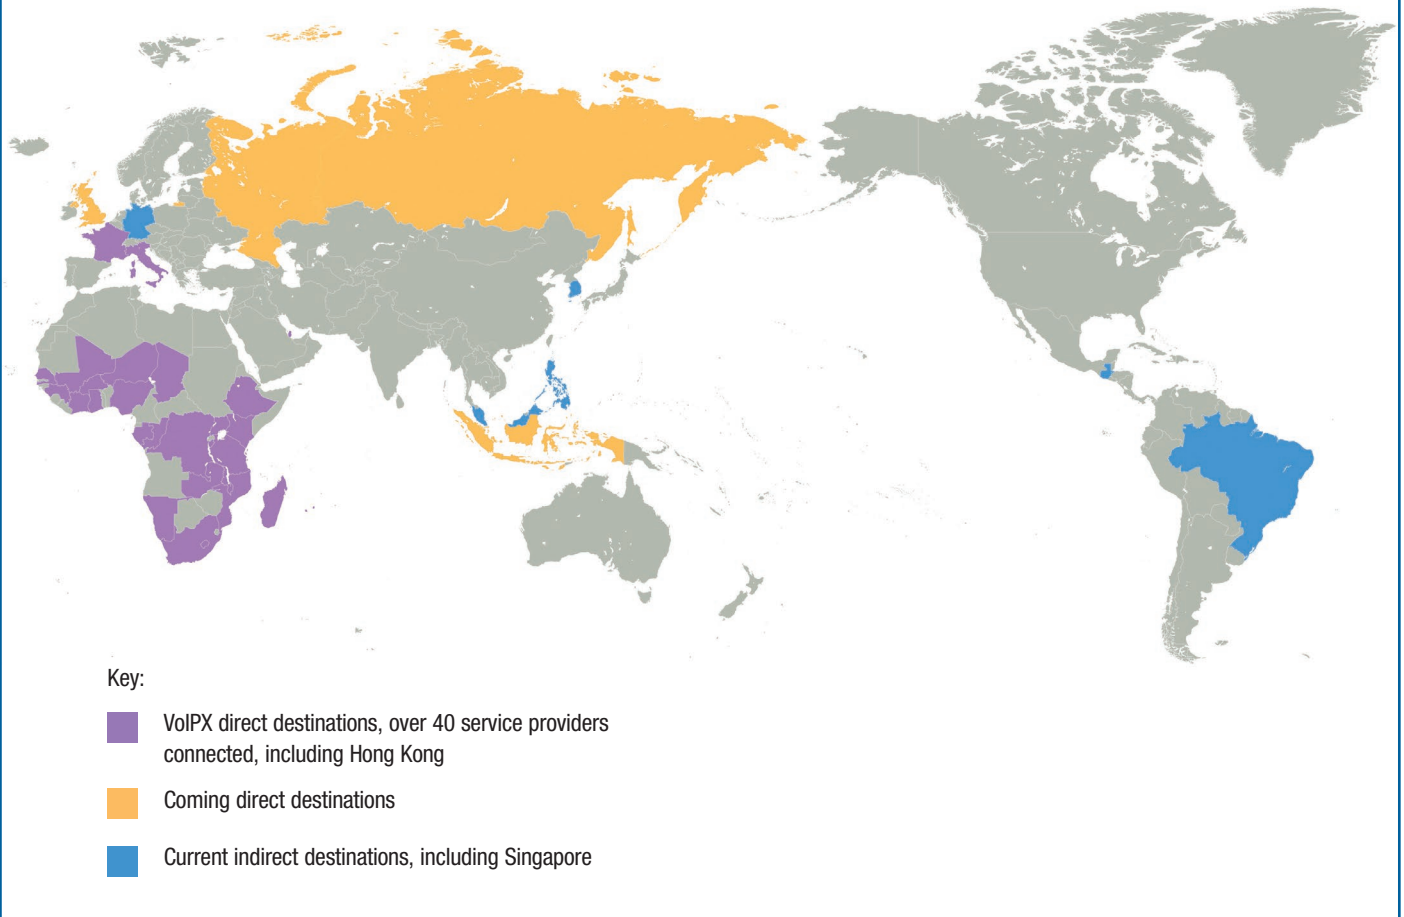 Key:
VoIPX direct destinations, over 40 service providers
connected, including Hong Kong
Coming direct destinations
Current indirect destinations, including Singapore